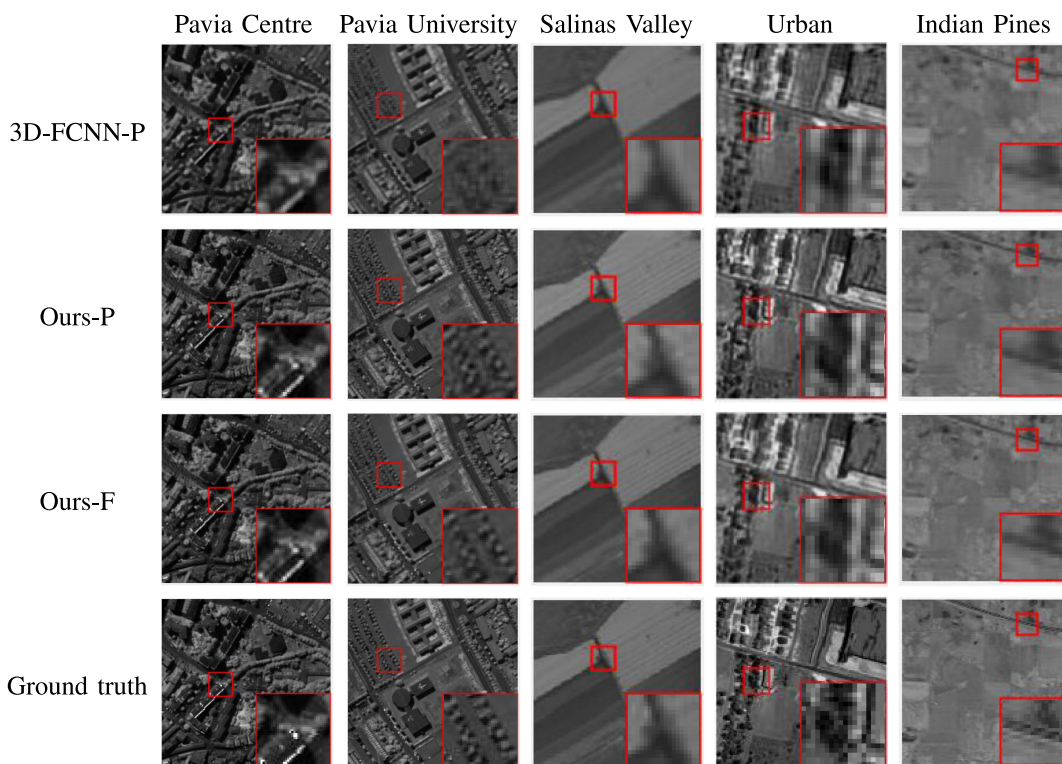 Pavia Centre Pavia University Salinas Valley Urban Indian Pines
3D-FCNN-P
Ours-P
Ours-F
Ground truth